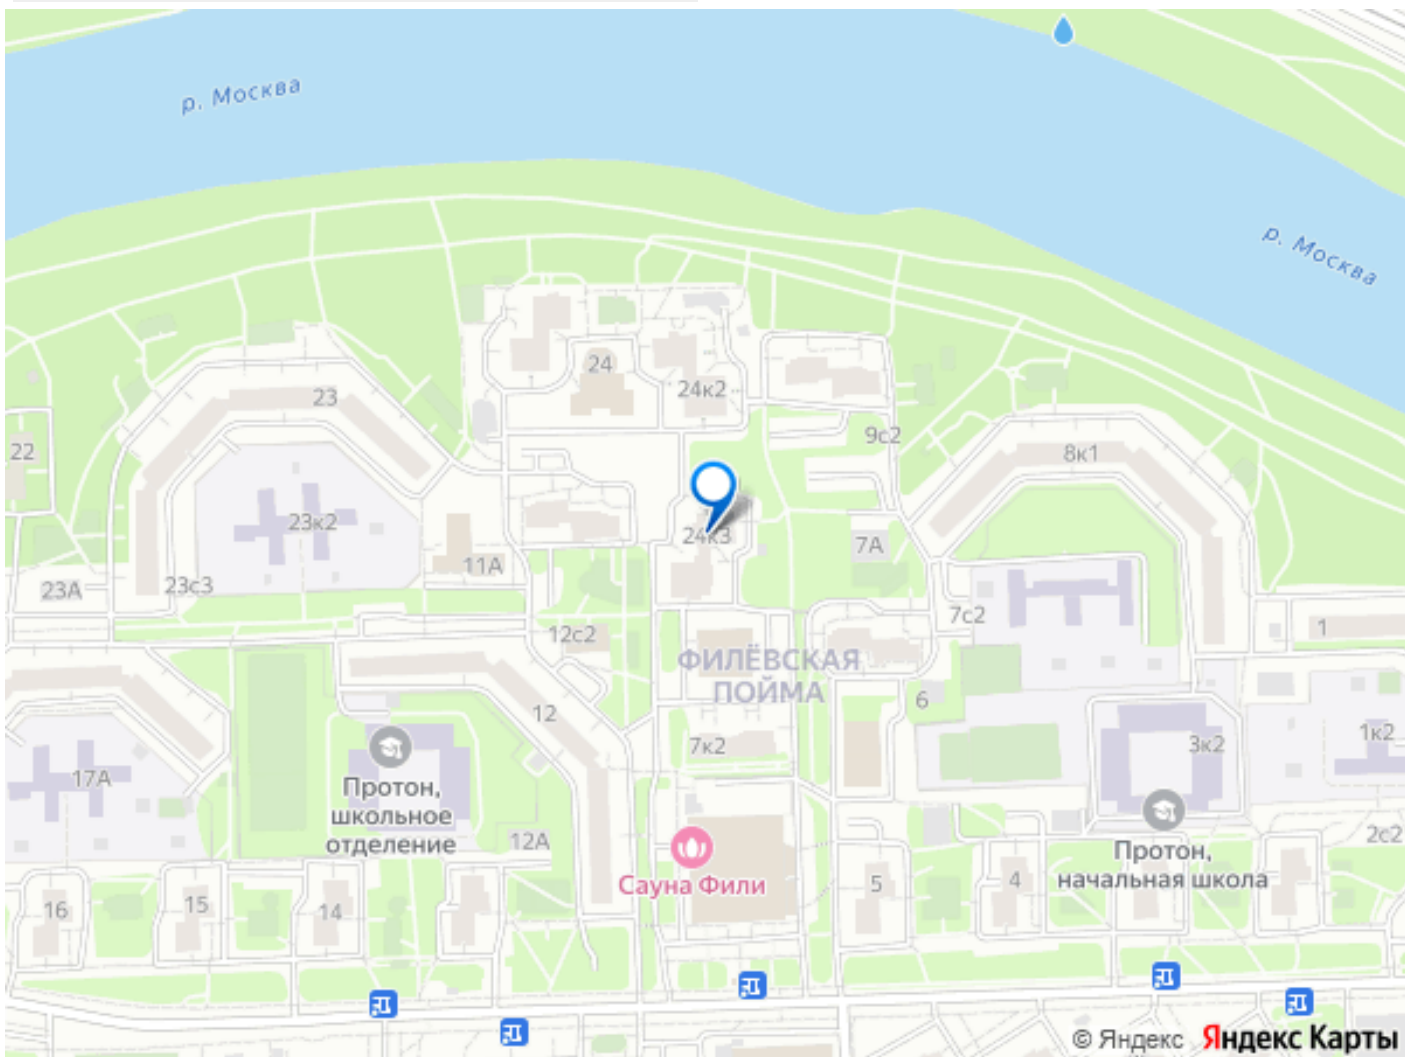 р. Москва
р. Москва
24
24к2
23
9с2
8к1
22
23к2
24к3
7А
11А
23А
23с3
7с2
12с2
1
ФИЛЁВСКАЯ
ПОЙМА
6
12
7к2
3к2
1к2
17А
Протон,
школьное
отделение
12А
2с2
Протон,
начальная школа
Сауна Фили
5
4
16
15
14
© Яндекс Яндекс Карты